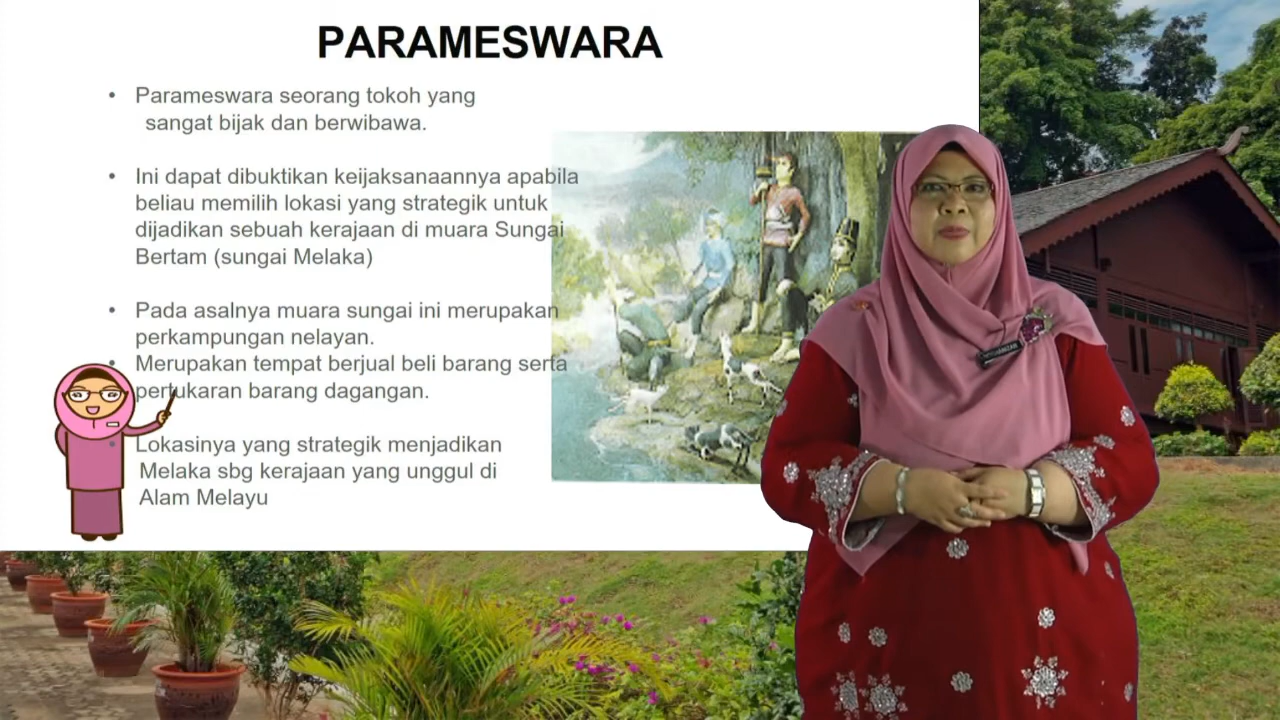 PARAMESWARA
• Parameswara seorang tokoh yang
sangat bijak dan berwibawa.
• Ini dapat dibuktikan keijaksanaannya apabila
beliau memilih lokasi yang strategik untuk
dijadikan sebuah kerajaan di muara Sungai
Bertam (sungai Melaka)
• Pada asalnya muara sungai ini merupakan
perkampungan nelayan.
• Merupakan tempat berjual beli barang serta
pertukaran barang dagangan.
• Lokasinya yang strategik menjadikan
Melaka sbg kerajaan yang unggul di
Alam Melayu